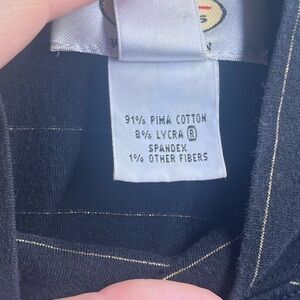 91% PIMA COTTON
8% LYCRA ®
SPANDEX
1% OTHER FIBERS